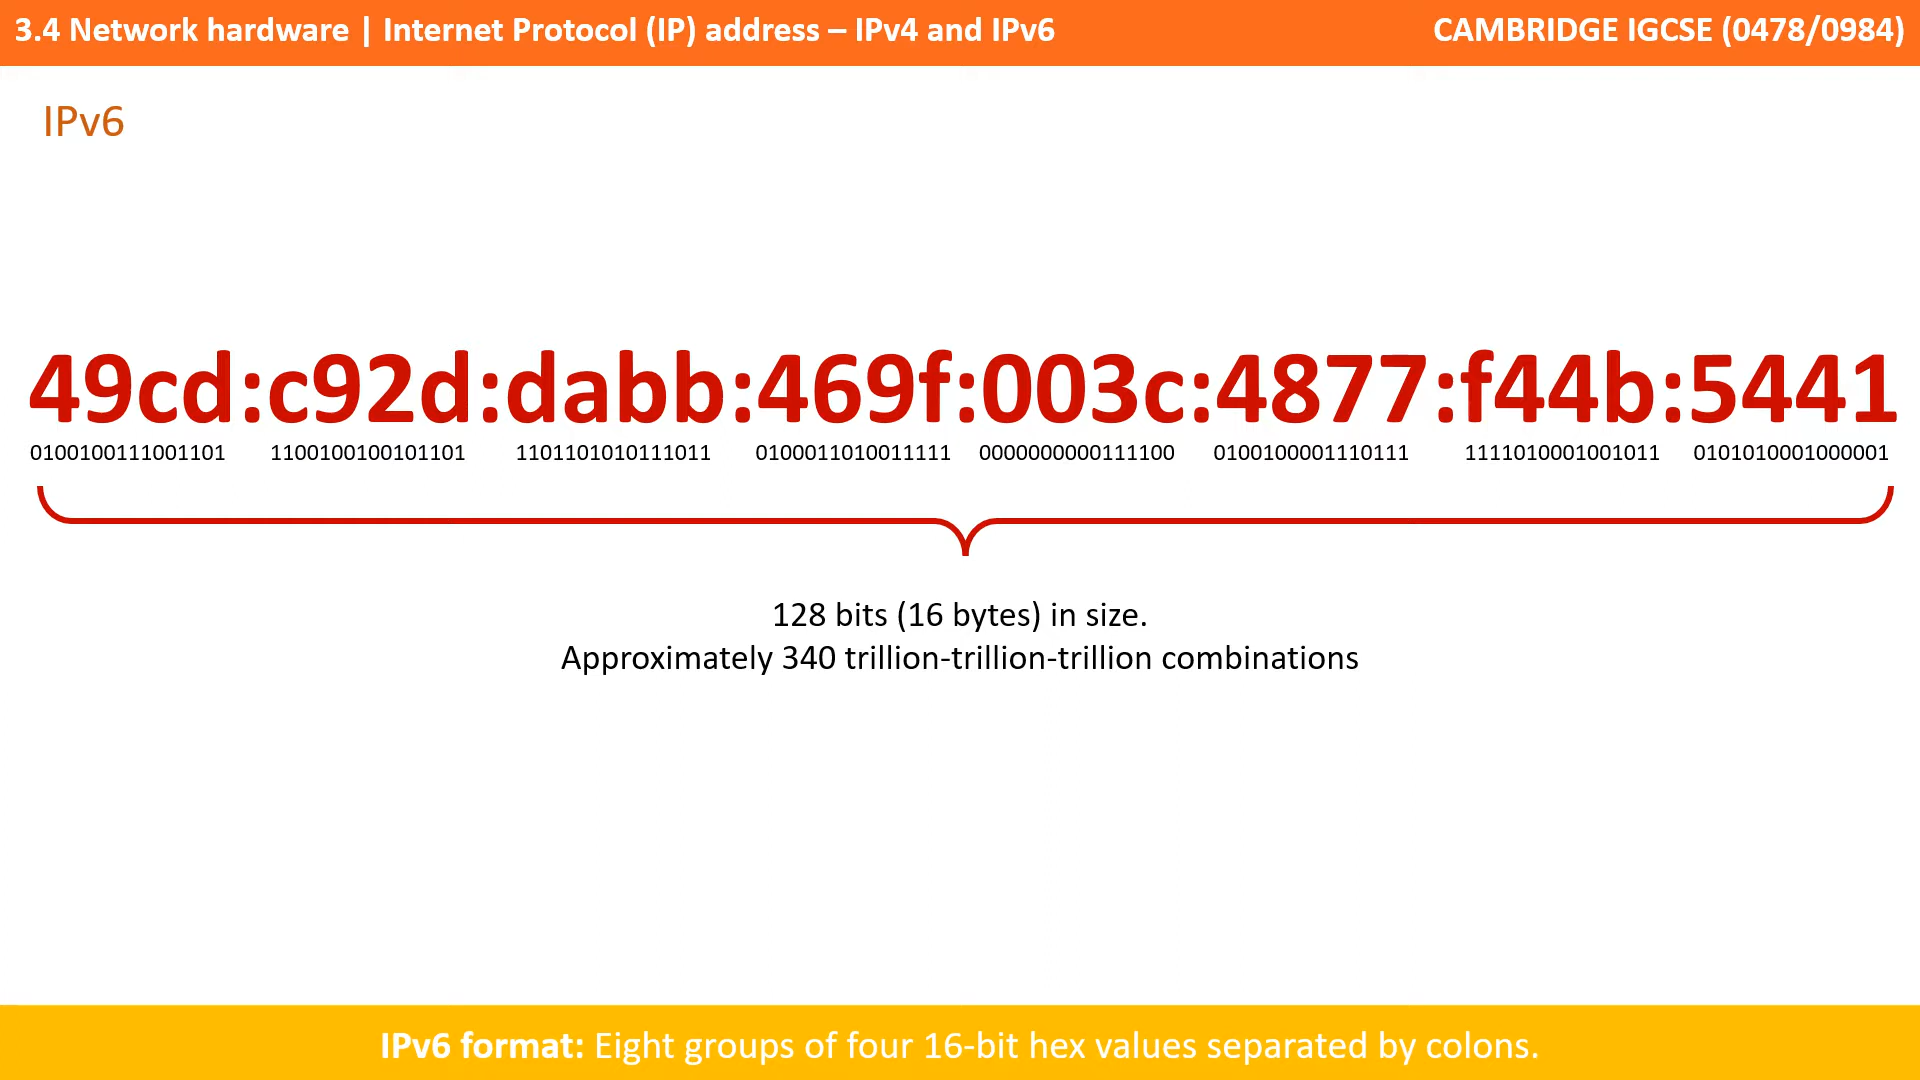 3.4 Network hardware | Internet Protocol (IP) address – IPv4 and IPv6 CAMBRIDGE IGCSE (0478/0984)
IPv6
49cd:c92d:dabb:469f:003c:4877:f44b:5441
0100100111001101 1100100100101101 1101101010111011 0100011010011111 0000000000111100 0100100001110111 1111010001001011 0101010001000001
128 bits (16 bytes) in size.
Approximately 340 trillion-trillion-trillion combinations
IPv6 format: Eight groups of four 16-bit hex values separated by colons.